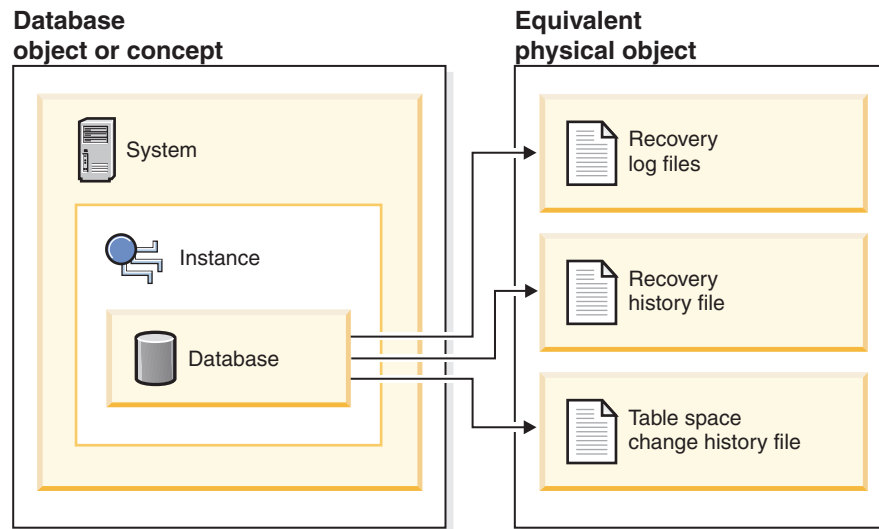 Database
object or concept
Equivalent
physical object
System
Instance
Database
Recovery
log files
Recovery
history file
Table space
change history file